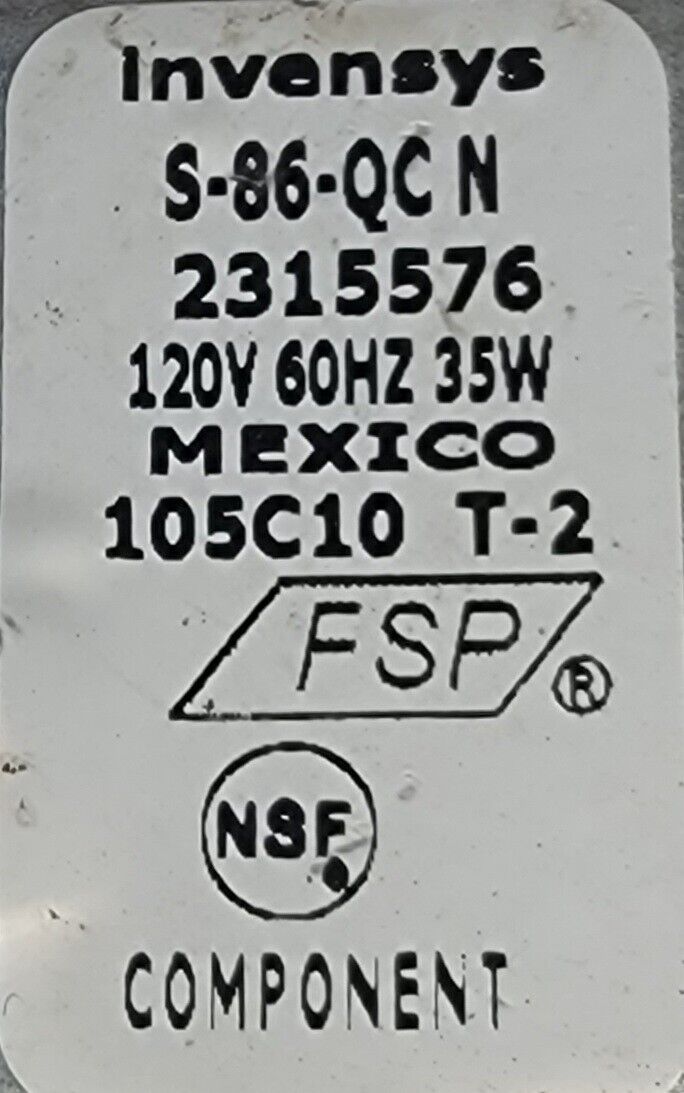 Invensys
S-86-QC N
2315576
120V 60HZ 35W
MEXICO
105C10 T-2
FSP ®
NSF
COMPONENT